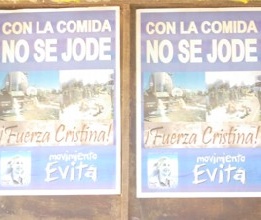 CON LA COMIDA
NO SE JODE
¡Fuerza Cristina!
movimiento
Evita
CON LA COMIDA
NO SE JODE
¡Fuerza Cristina!
movimiento
Evita